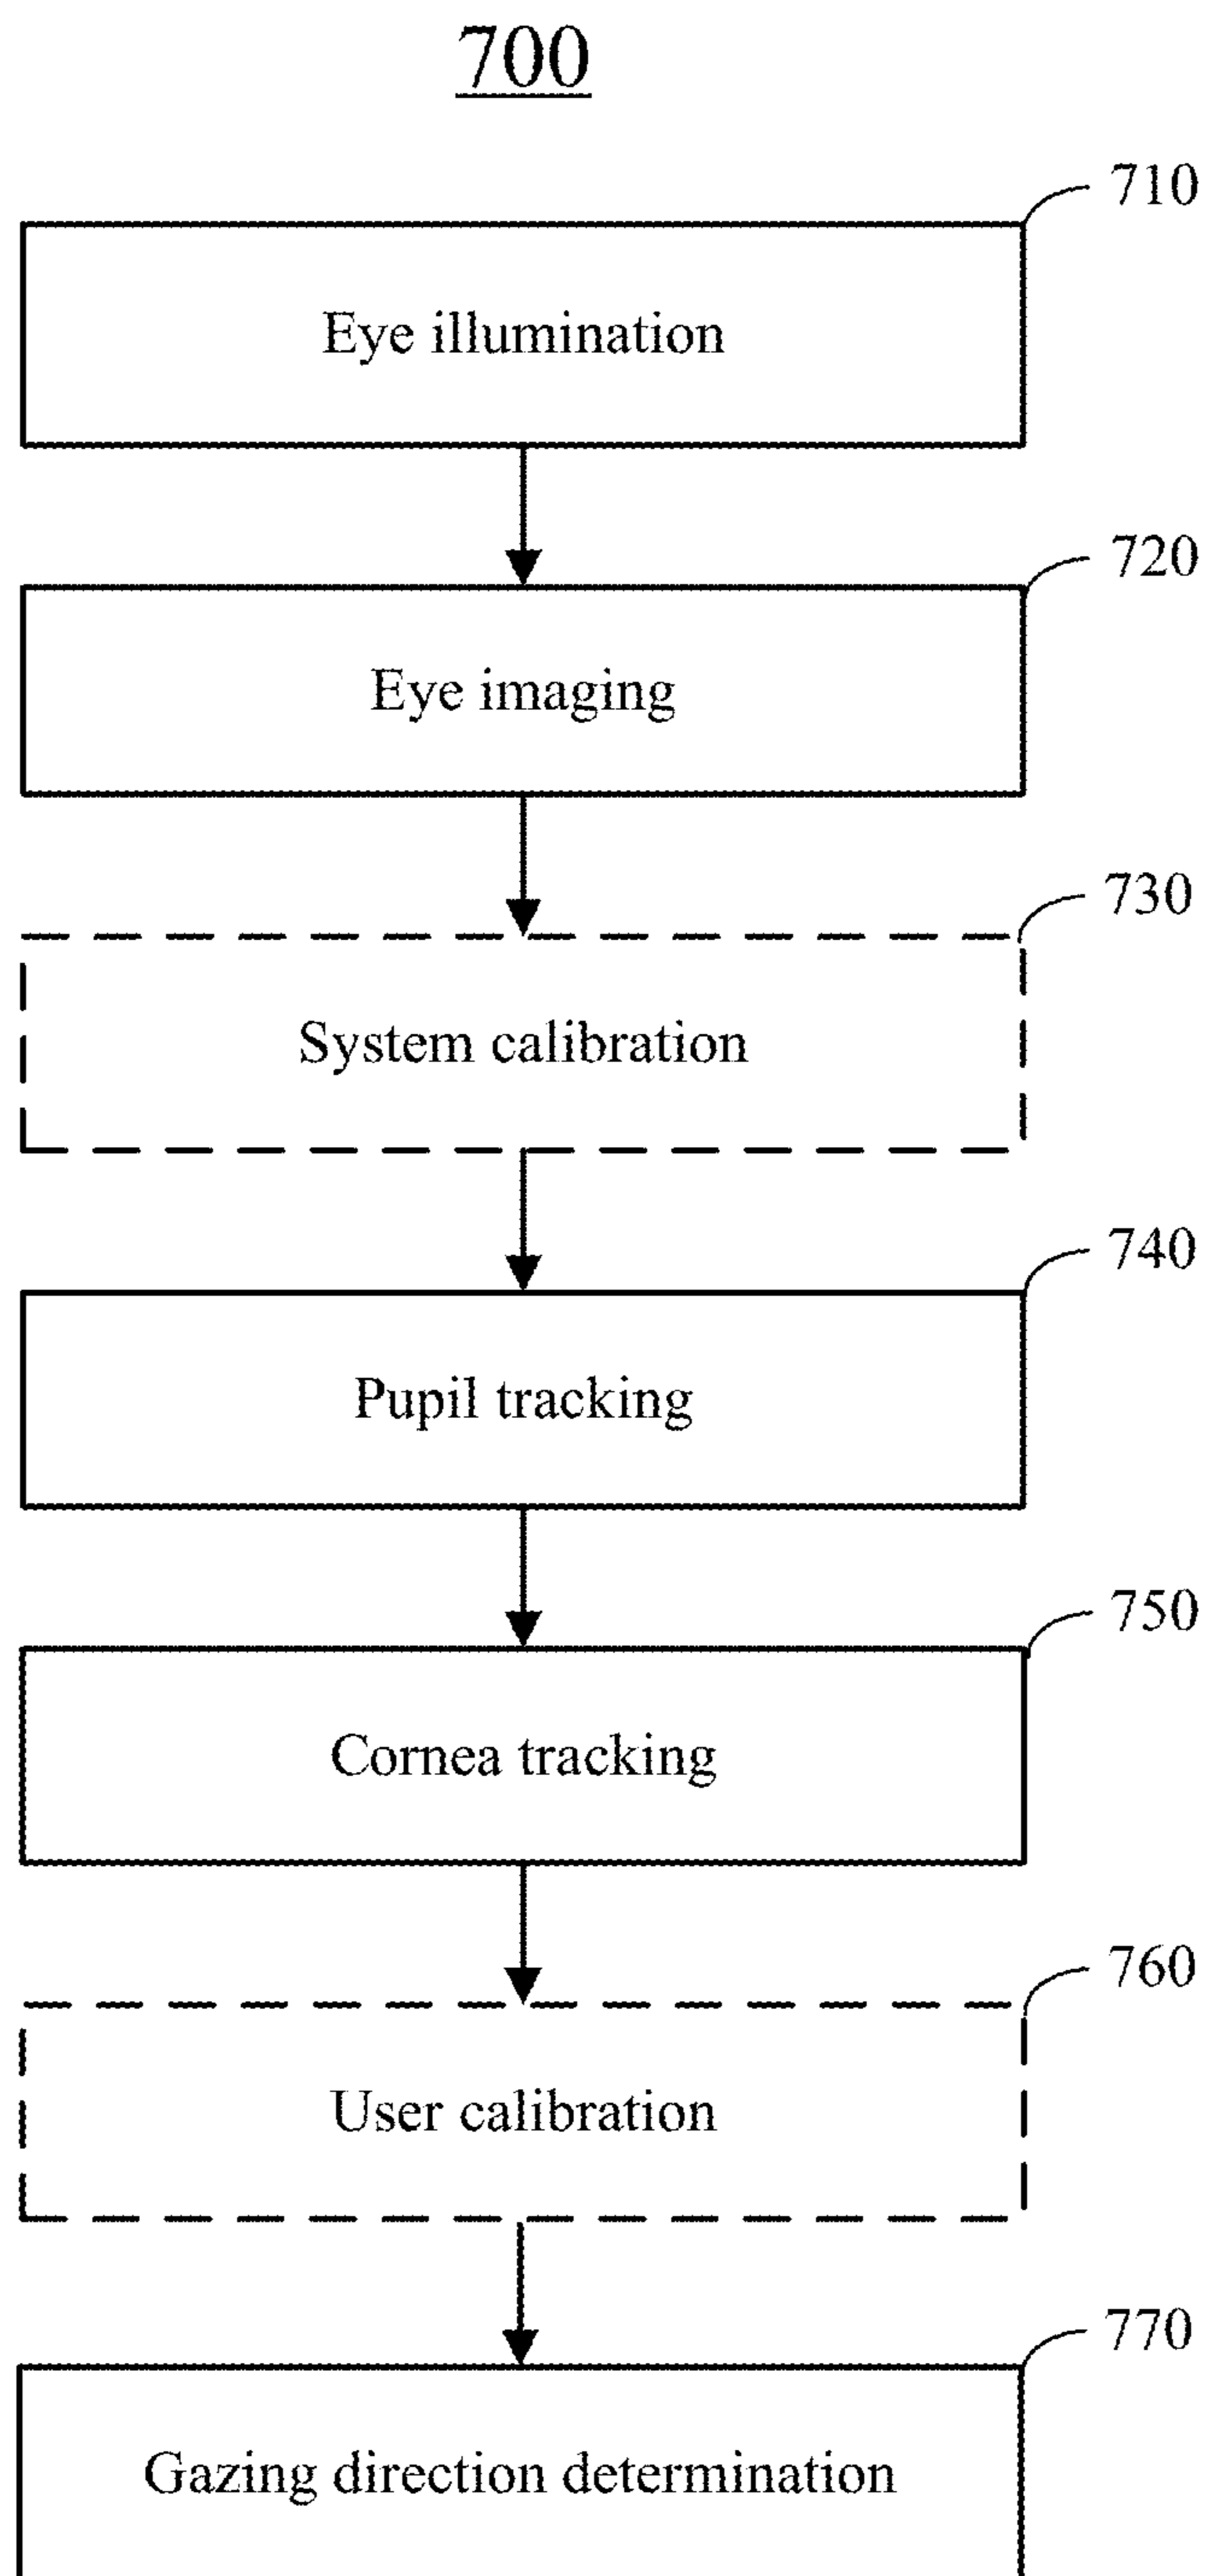 700
710
Eye illumination
720
Eye imaging
730
System calibration
740
Pupil tracking
750
Cornea tracking
760
User calibration
770
Gazing direction determination